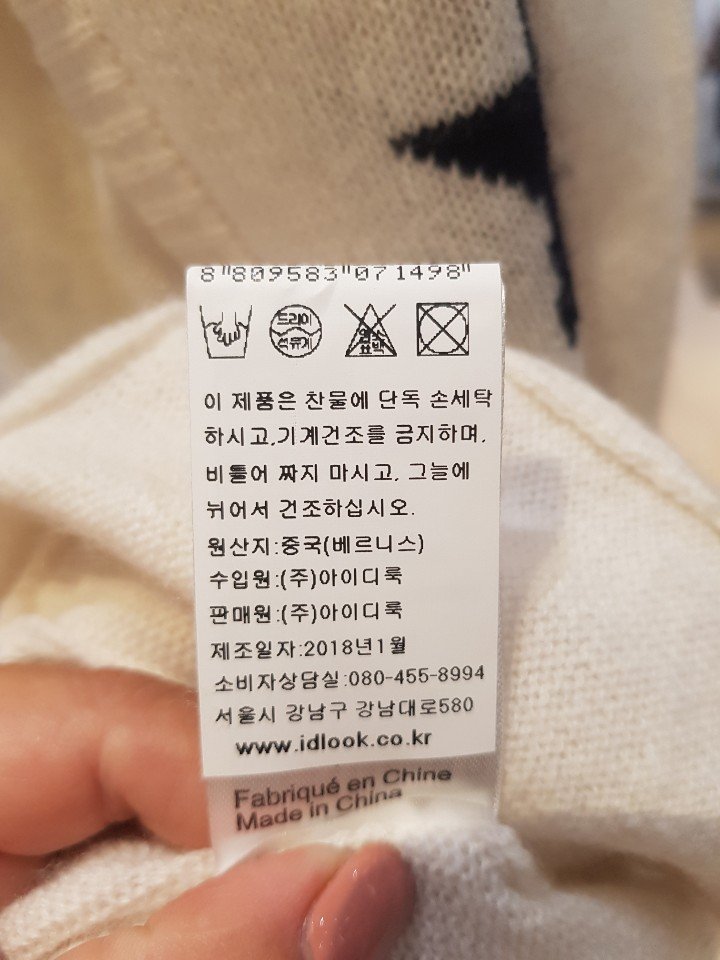 8"809583"071498"
드라이
석유계
염소
표백
이 제품은 찬물에 단독 손세탁
하시고,기계건조를 금지하며,
비틀어 짜지 마시고, 그늘에
뉘어서 건조하십시오.
원산지:중국(베르니스)
수입원:(주)아이디룩
판매원:(주)아이디룩
제조일자:2018년1월
소비자상담실:080-455-8994
서울시 강남구 강남대로580
www.idlook.co.kr
Fabriqué en Chine
Made in China